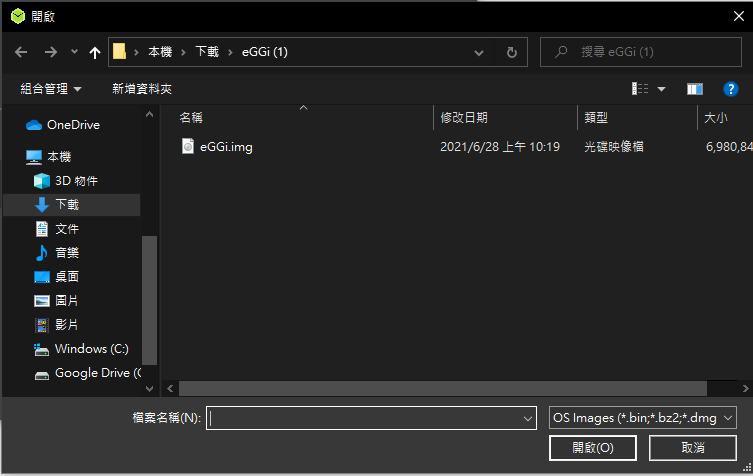 開啟
本機 下載 eGGi (1)
搜尋 eGGi (1)
組合管理 新增資料夾
名稱 修改日期 類型 大小
eGGi.img 2021/6/28 上午 10:19 光碟映像檔 6,980,84
OneDrive
本機
3D 物件
下載
文件
音樂
桌面
圖片
影片
Windows (C:)
Google Drive (
檔案名稱(N):
OS Images (*.bin;*.bz2;*.dmg
開啟(O) 取消